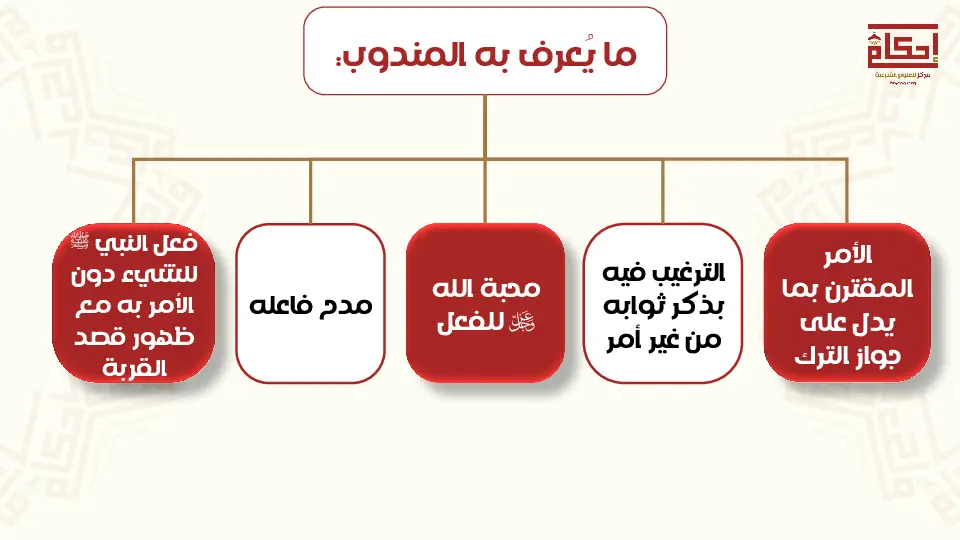 ما يُعرف به المندوب:
إحكام
مركز للعلوم الشرعية
الأمر
المقترن بما
يدل على
جواز الترك
الترغيب فيه
بذكر ثوابه
من غير أمر
محبة الله
ﷻ للفعل
مدح فاعله
فعل النبي ﷺ
للشيء دون
الأمر به مع
ظهور قصد
القربة